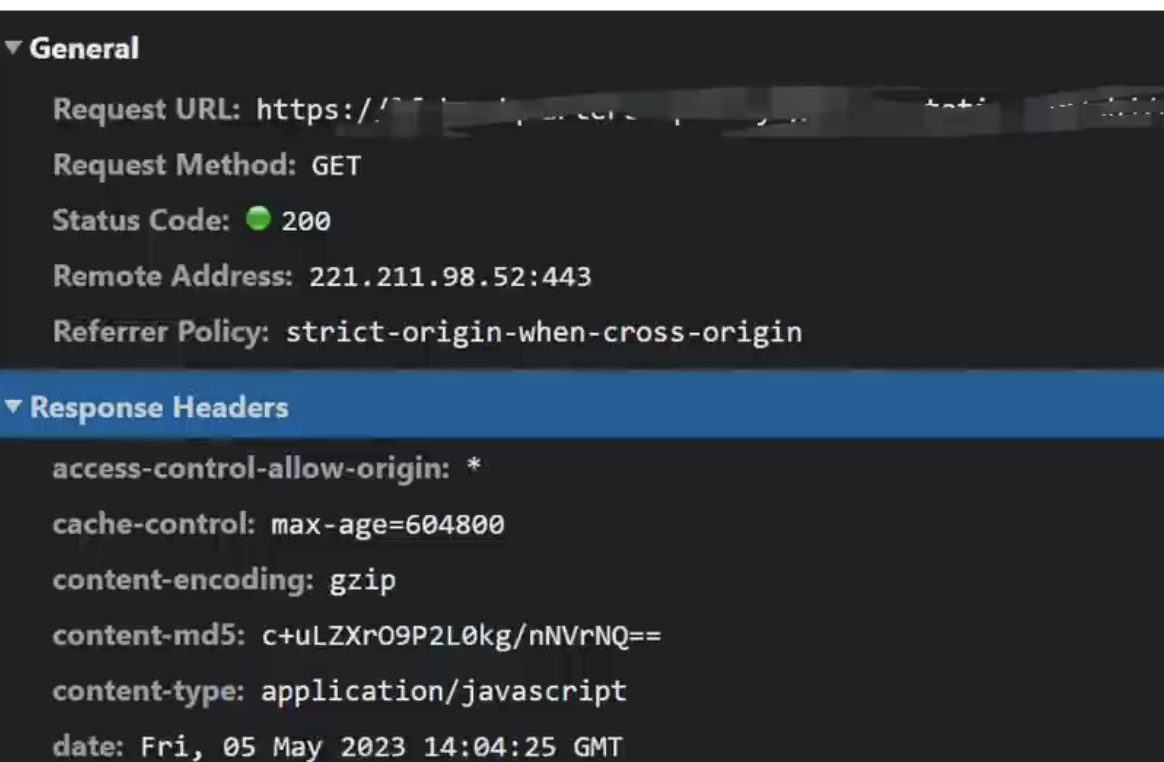 General
Request URL: https://
Request Method: GET
Status Code: 200
Remote Address: 221.211.98.52:443
Referrer Policy: strict-origin-when-cross-origin
Response Headers
access-control-allow-origin: *
cache-control: max-age=604800
content-encoding: gzip
content-md5: c+uLZXrO9P2L0kg/nNVrNQ==
content-type: application/javascript
date: Fri, 05 May 2023 14:04:25 GMT